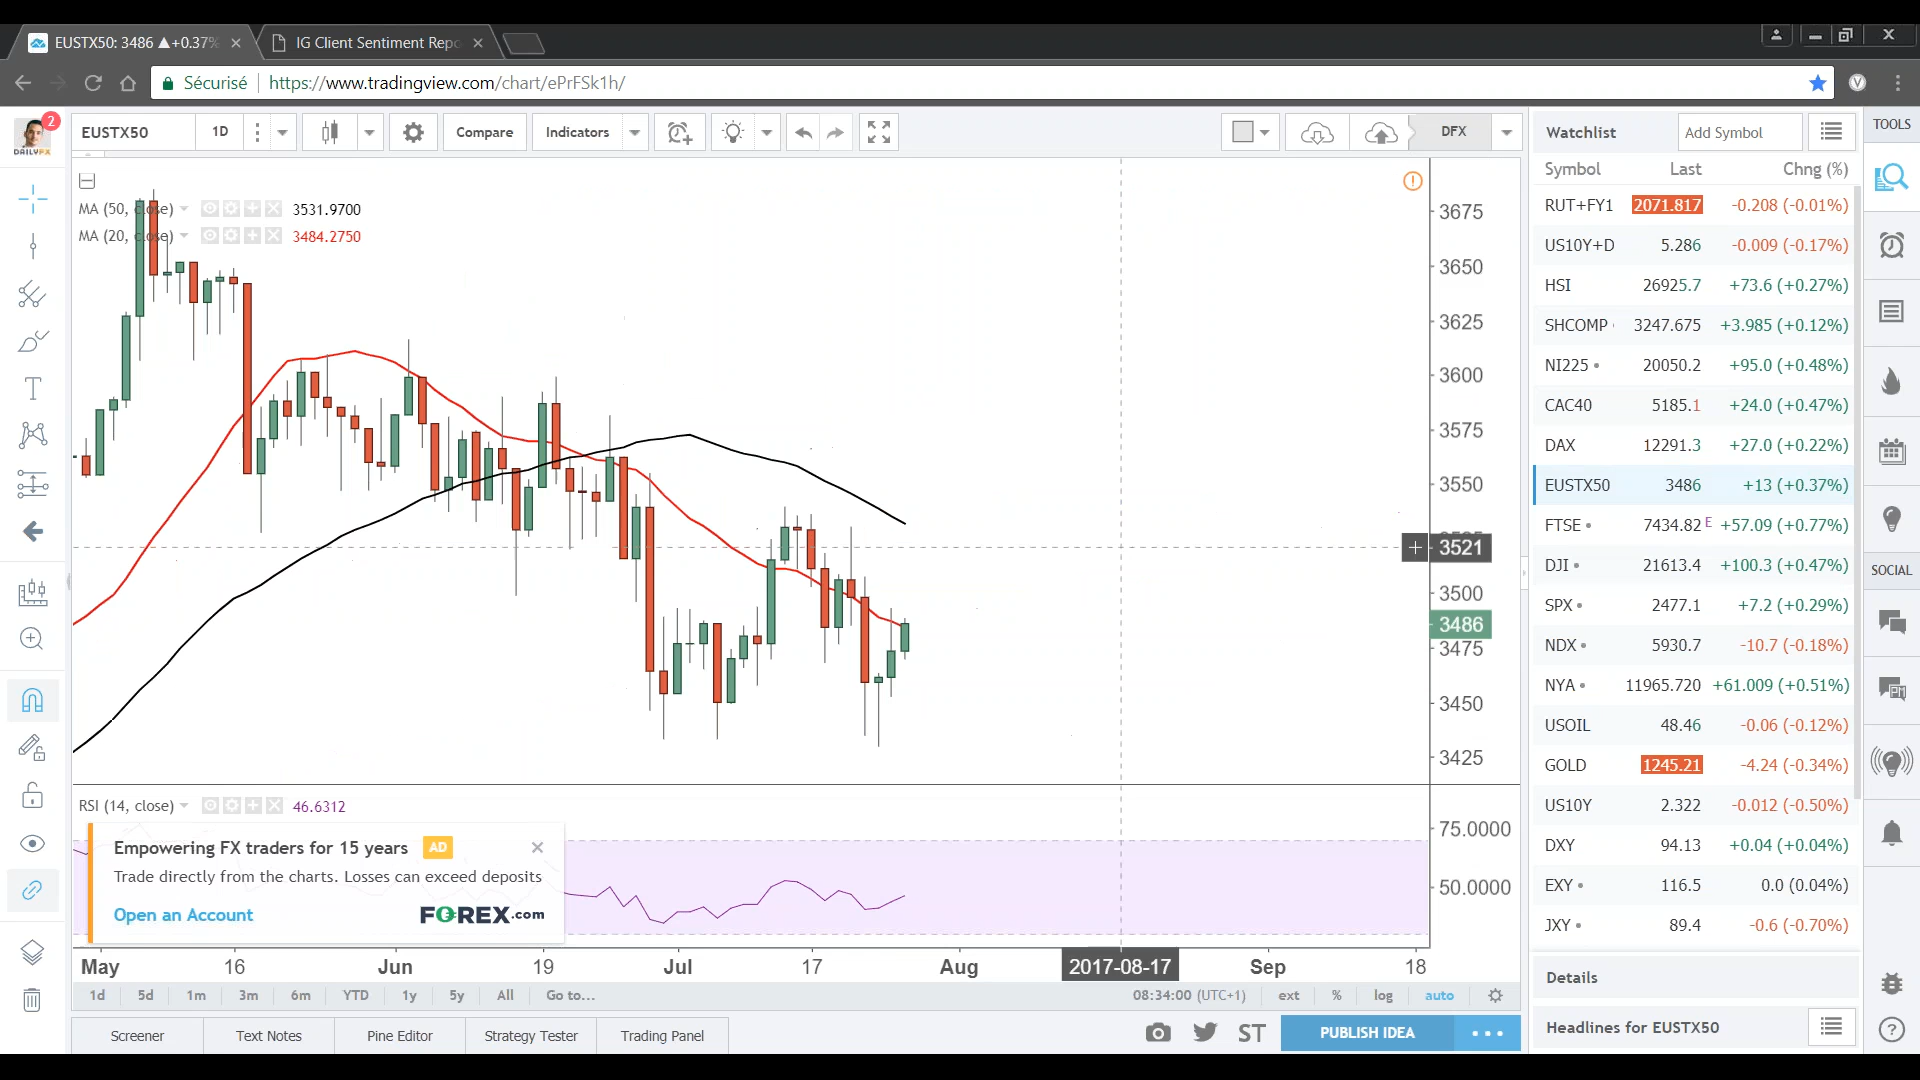 EUSTX50: 3486 ▲+0.37%
IG Client Sentiment Repo
Sécurisé
https://www.tradingview.com/chart/ePrFSk1h/
2
DAILYFX
EUSTX50
1D
Compare
Indicators
DFX
MA (50, close)
3531.9700
MA (20, close)
3484.2750
3675
3650
3625
3600
3575
3550
3521
3500
3486
3475
3450
3425
RSI (14, close)
46.6312
75.0000
50.0000
Empowering FX traders for 15 years AD
Trade directly from the charts. Losses can exceed deposits
Open an Account
FOREX.com
May 16 Jun 19 Jul 17 Aug 2017-08-17 Sep 18
1d 5d 1m 3m 6m YTD 1y 5y All Go to...
08:34:00 (UTC+1) ext % log auto
Screener Text Notes Pine Editor Strategy Tester Trading Panel
ST
PUBLISH IDEA
Watchlist
Add Symbol
Symbol Last Chng (%)
RUT+FY1 2071.817 -0.208 (-0.01%)
US10Y+D 5.286 -0.009 (-0.17%)
HSI 26925.7 +73.6 (+0.27%)
SHCOMP 3247.675 +3.985 (+0.12%)
NI225 20050.2 +95.0 (+0.48%)
CAC40 5185.1 +24.0 (+0.47%)
DAX 12291.3 +27.0 (+0.22%)
EUSTX50 3486 +13 (+0.37%)
FTSE 7434.82 E +57.09 (+0.77%)
DJI 21613.4 +100.3 (+0.47%)
SPX 2477.1 +7.2 (+0.29%)
NDX 5930.7 -10.7 (-0.18%)
NYA 11965.720 +61.009 (+0.51%)
USOIL 48.46 -0.06 (-0.12%)
GOLD 1245.21 -4.24 (-0.34%)
US10Y 2.322 -0.012 (-0.50%)
DXY 94.13 +0.04 (+0.04%)
EXY 116.5 0.0 (0.04%)
JXY 89.4 -0.6 (-0.70%)
Details
Headlines for EUSTX50
TOOLS
SOCIAL